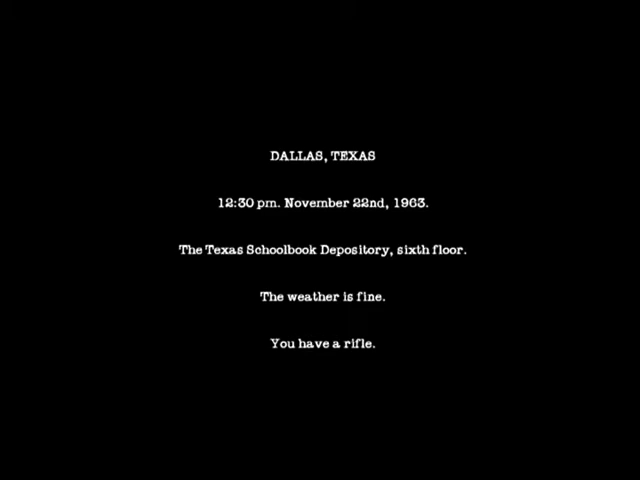 DALLAS, TEXAS
12:30 pm. November 22nd, 1963.
The Texas Schoolbook Depository, sixth floor.
The weather is fine.
You have a rifle.